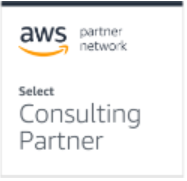 aws partner
network
Select
Consulting
Partner